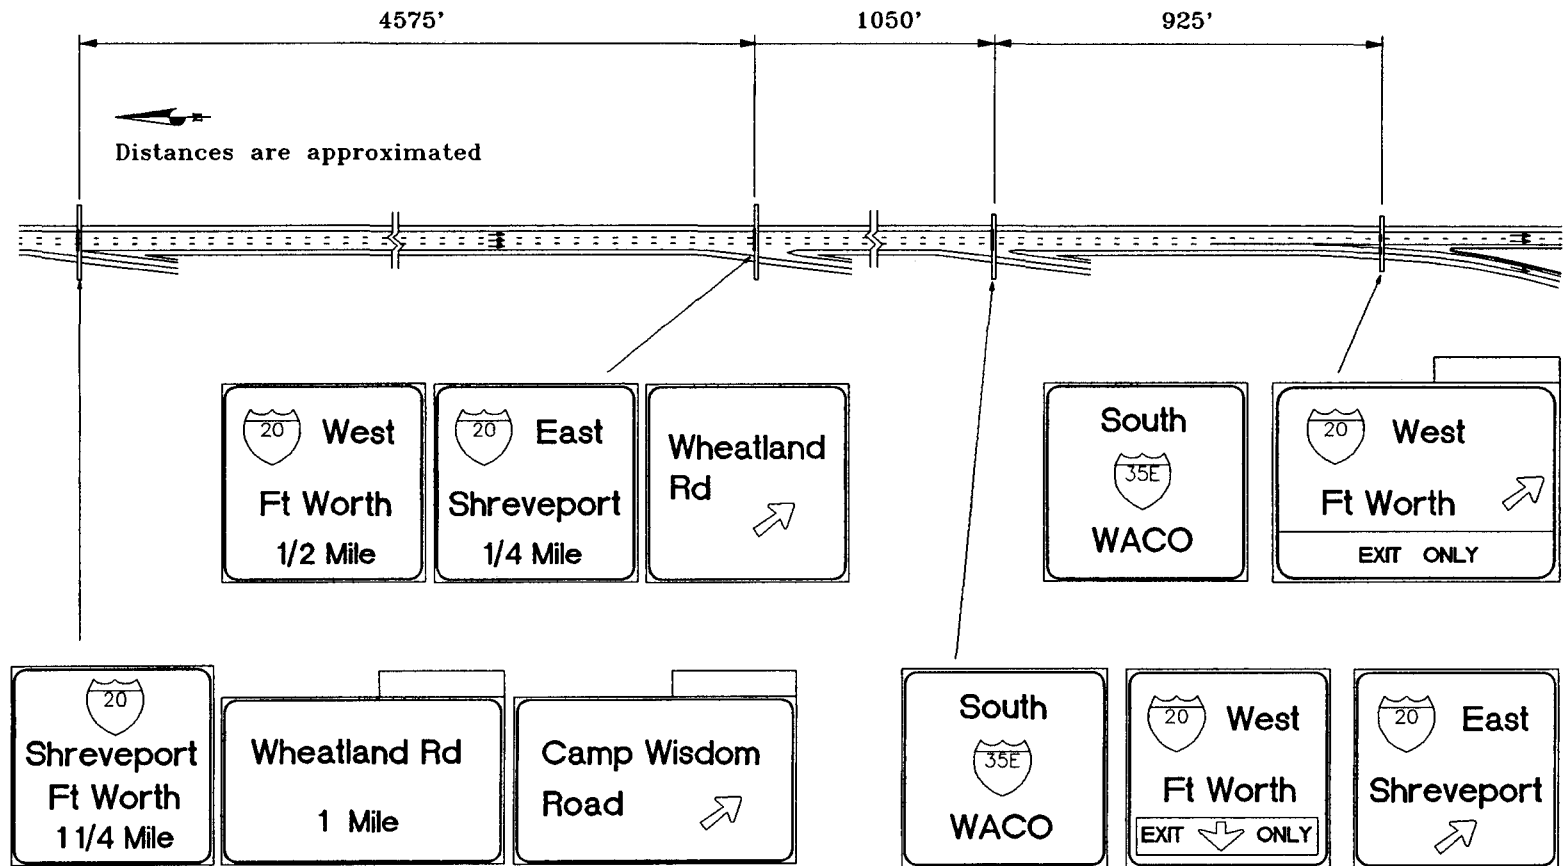 4575'
1050'
925'
N
Distances are approximated
20 West
Ft Worth
1/2 Mile
20 East
Shreveport
1/4 Mile
Wheatland
Rd
South
35E
WACO
20 West
Ft Worth
EXIT ONLY
20
Shreveport
Ft Worth
1 1/4 Mile
Wheatland Rd
1 Mile
Camp Wisdom
Road
South
35E
WACO
20 West
Ft Worth
EXIT ONLY
20 East
Shreveport